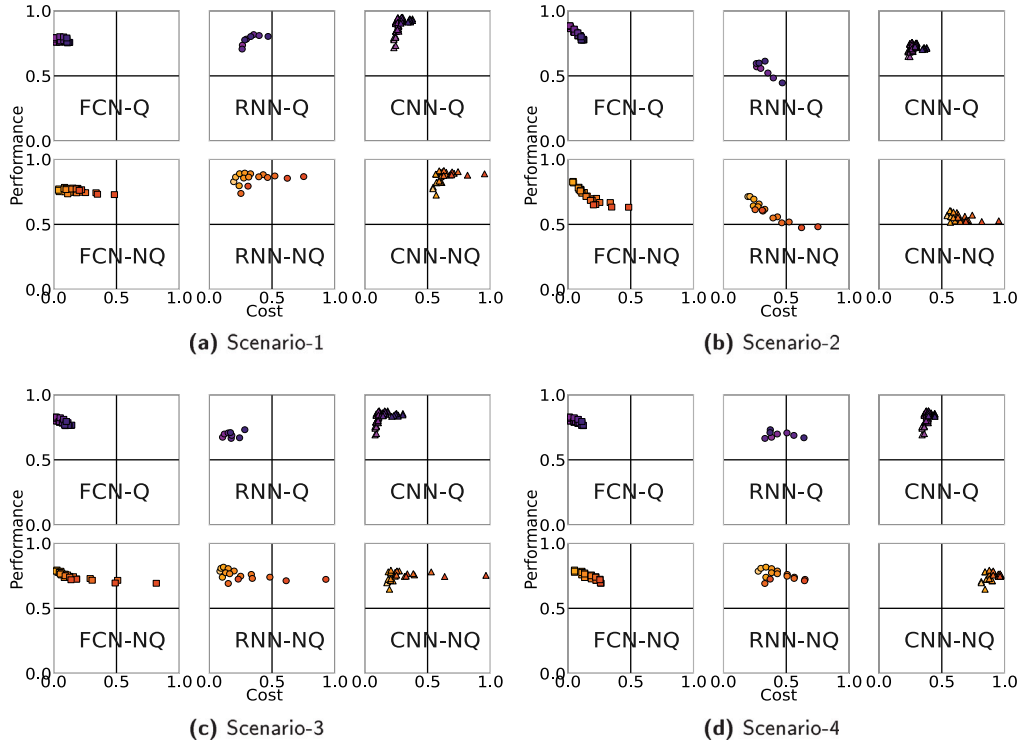 1.0
0.5
0.0
FCN-Q
RNN-Q
CNN-Q
1.0
0.5
0.0
FCN-NQ
RNN-NQ
CNN-NQ
0.0 0.5 1.0
0.0 0.5 1.0
0.0 0.5 1.0
Performance
Cost
(a) Scenario-1
1.0
0.5
0.0
FCN-Q
RNN-Q
CNN-Q
1.0
0.5
0.0
FCN-NQ
RNN-NQ
CNN-NQ
0.0 0.5 1.0
0.0 0.5 1.0
0.0 0.5 1.0
Performance
Cost
(b) Scenario-2
1.0
0.5
0.0
FCN-Q
RNN-Q
CNN-Q
1.0
0.5
0.0
FCN-NQ
RNN-NQ
CNN-NQ
0.0 0.5 1.0
0.0 0.5 1.0
0.0 0.5 1.0
Performance
Cost
(c) Scenario-3
1.0
0.5
0.0
FCN-Q
RNN-Q
CNN-Q
1.0
0.5
0.0
FCN-NQ
RNN-NQ
CNN-NQ
0.0 0.5 1.0
0.0 0.5 1.0
0.0 0.5 1.0
Performance
Cost
(d) Scenario-4